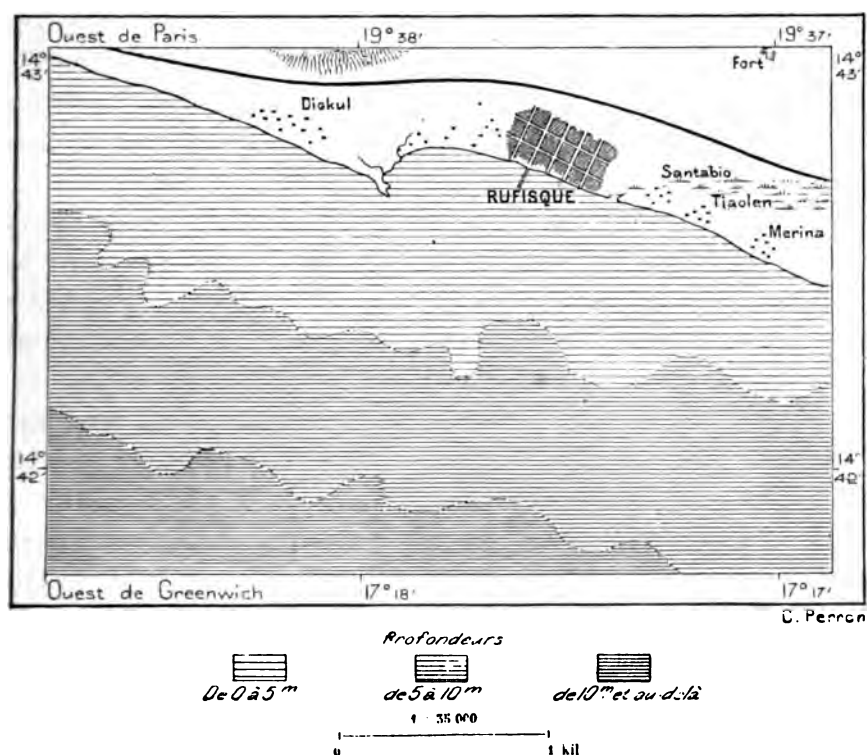 Ouest de Paris 19° 38' 19° 37'
14° 43' 14° 43'
Fort
Diokul
Santabio
RUFISQUE
Tiaolen
Merina
14° 42' 14° 42'
Ouest de Greenwich 17° 18' 17° 17'
C. Perron
Profondeurs
De 0 à 5 m de 5 à 10 m de 10 m et au-delà
1 : 35 000
0 1 kil